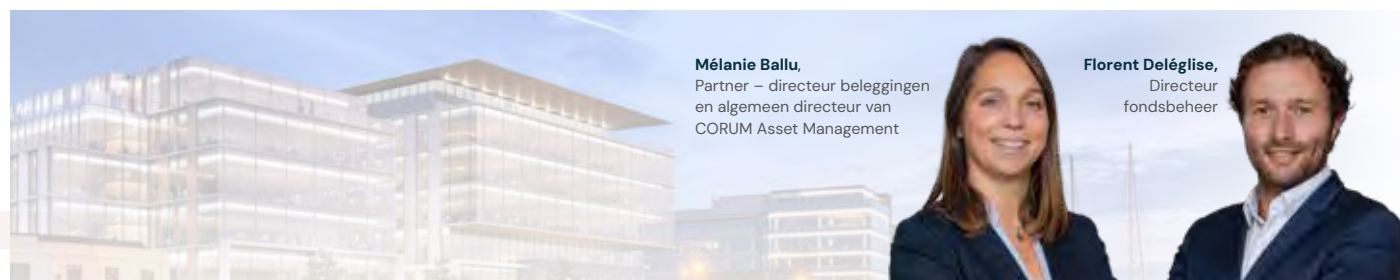 Mélanie Ballu,
Partner – directeur beleggingen
en algemeen directeur van
CORUM Asset Management
Florent Deléglise,
Directeur
fondsbeheer